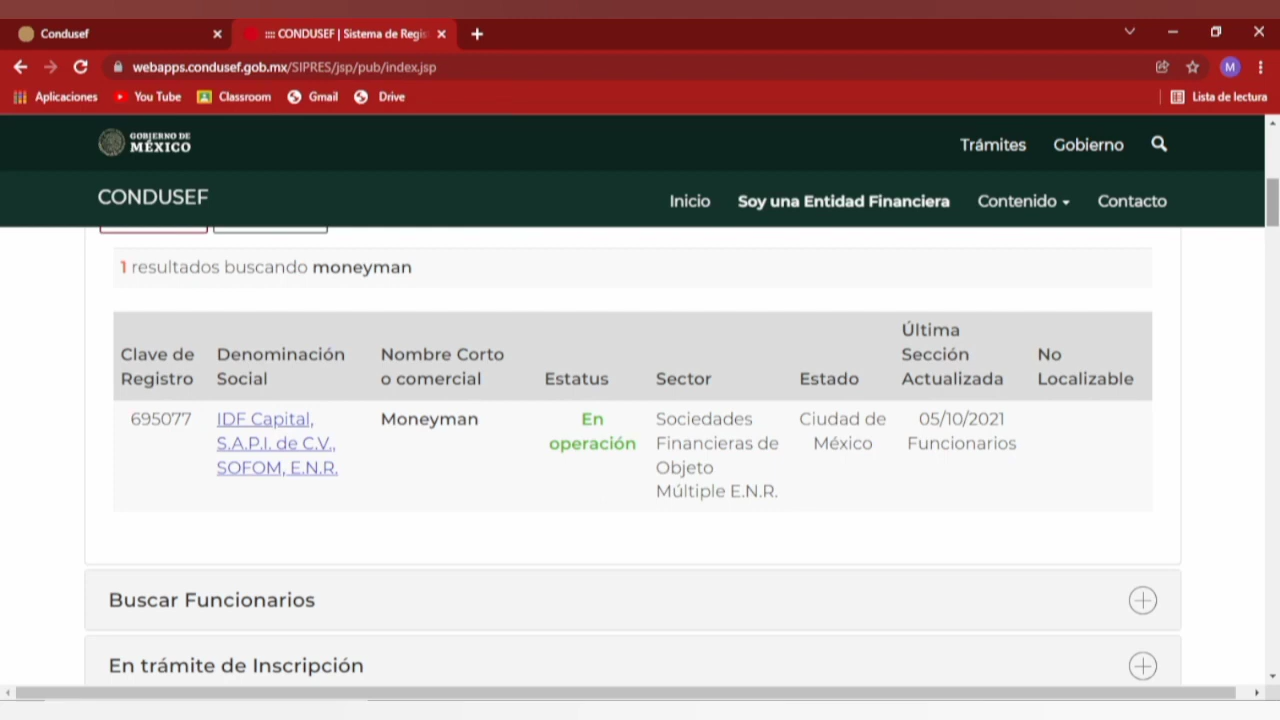 Condusef
:::: CONDUSEF | Sistema de Regis
webapps.condusef.gob.mx/SIPRES/jsp/pub/index.jsp
M
Aplicaciones
You Tube
Classroom
Gmail
Drive
Lista de lectura
GOBIERNO DE
MÉXICO
Trámites
Gobierno
CONDUSEF
Inicio
Soy una Entidad Financiera
Contenido
Contacto
1 resultados buscando moneyman
Clave de
Registro
Denominación
Social
Nombre Corto
o comercial
Estatus
Sector
Estado
Última
Sección
Actualizada
No
Localizable
695077
IDF Capital,
S.A.P.I. de C.V.,
SOFOM, E.N.R.
Moneyman
En
operación
Sociedades
Financieras de
Objeto
Múltiple E.N.R.
Ciudad de
México
05/10/2021
Funcionarios
Buscar Funcionarios
En trámite de Inscripción